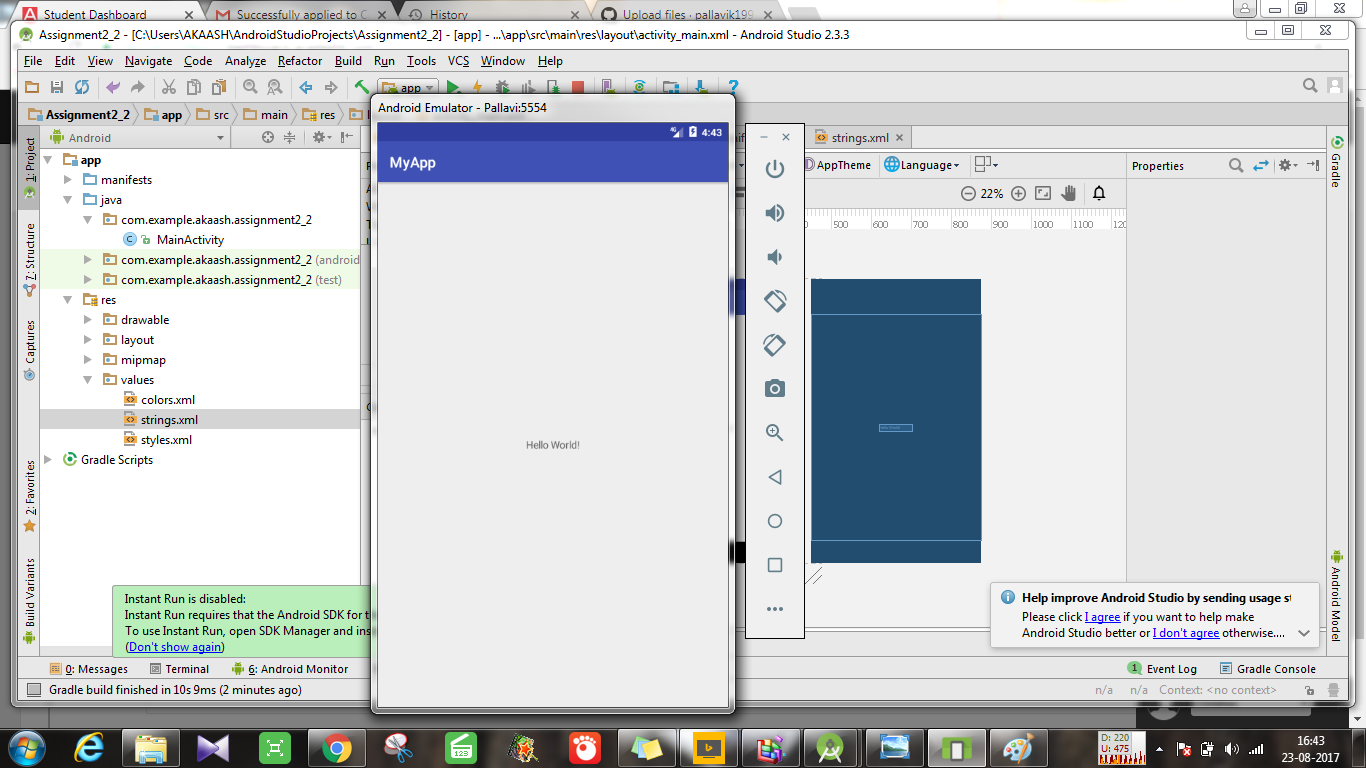 Student Dashboard
Successfully applied to C
History
Upload files · pallavik199
Assignment2_2 - [C:\Users\AKAASH\AndroidStudioProjects\Assignment2_2] - [app] - ...\app\src\main\res\layout\activity_main.xml - Android Studio 2.3.3
File Edit View Navigate Code Analyze Refactor Build Run Tools VCS Window Help
app
Assignment2_2 app src main res
Android Emulator - Pallavi:5554
4:43
MyApp
Hello World!
Android
1: Project
7: Structure
Captures
2: Favorites
Build Variants
app
manifests
java
com.example.akaash.assignment2_2
MainActivity
com.example.akaash.assignment2_2 (android
com.example.akaash.assignment2_2 (test)
res
drawable
layout
mipmap
values
colors.xml
strings.xml
styles.xml
Gradle Scripts
strings.xml
AppTheme
Language
22%
500 600 700 800 900 1000 1100 120
Properties
Gradle
Android Model
Instant Run is disabled:
Instant Run requires that the Android SDK for t
To use Instant Run, open SDK Manager and ins
(Don't show again)
Help improve Android Studio by sending usage st
Please click I agree if you want to help make
Android Studio better or I don't agree otherwise....
0: Messages
Terminal
6: Android Monitor
1 Event Log
Gradle Console
Gradle build finished in 10s 9ms (2 minutes ago)
n/a n/a Context: <no context>
123
D: 220
U: 475
16:43
23-08-2017